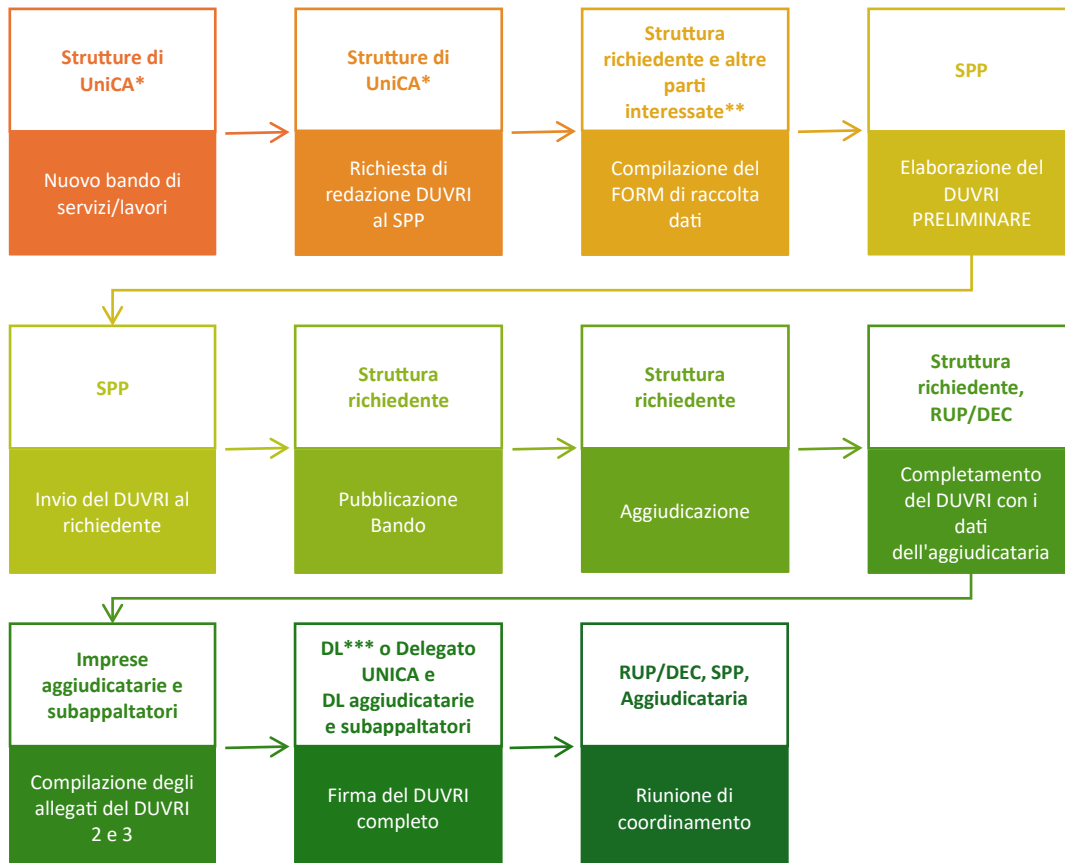 Strutture di
UniCA*
Nuovo bando di
servizi/lavori
Strutture di
UniCA*
Richiesta di
redazione DUVRI
al SPP
Struttura
richiedente e altre
parti
interessate**
Compilazione del
FORM di raccolta
dati
SPP
Elaborazione del
DUVRI
PRELIMINARE
SPP
Invio del DUVRI al
richiedente
Struttura
richiedente
Pubblicazione
Bando
Struttura
richiedente
Aggiudicazione
Struttura
richiedente,
RUP/DEC
Completamento
del DUVRI con i
dati
dell'aggiudicataria
Imprese
aggiudicatarie e
subappaltatori
Compilazione degli
allegati del DUVRI
2 e 3
DL*** o Delegato
UNICA e
DL aggiudicatarie
e subappaltatori
Firma del DUVRI
completo
RUP/DEC, SPP,
Aggiudicataria
Riunione di
coordinamento